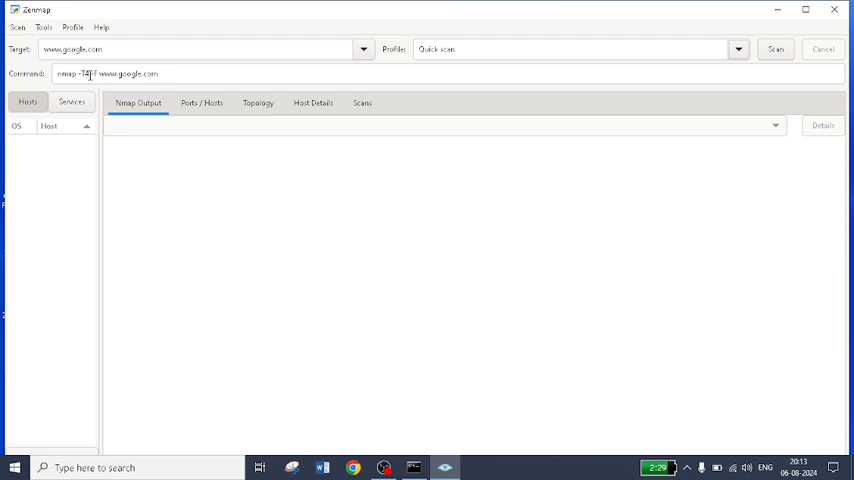 Zenmap
Scan Tools Profile Help
Target: www.google.com Profile: Quick scan Scan Cancel
Command: nmap -T4 -F www.google.com
Hosts Services Nmap Output Ports / Hosts Topology Host Details Scans
OS Host Details
Type here to search 2:29 ENG 20:13
06-08-2024